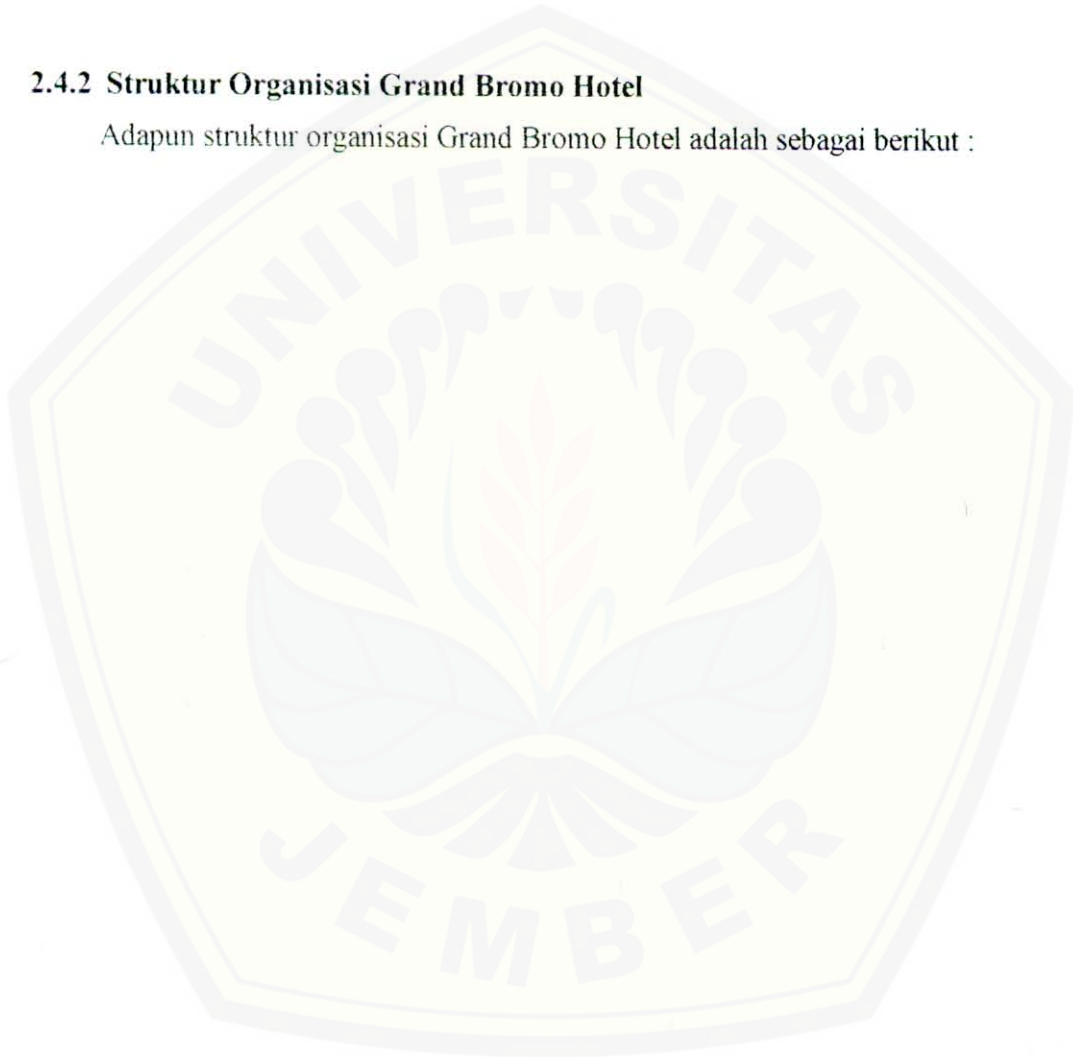 2.4.2 Struktur Organisasi Grand Bromo Hotel
Adapun struktur organisasi Grand Bromo Hotel adalah sebagai berikut :
UNIVERSITAS
JEMBER